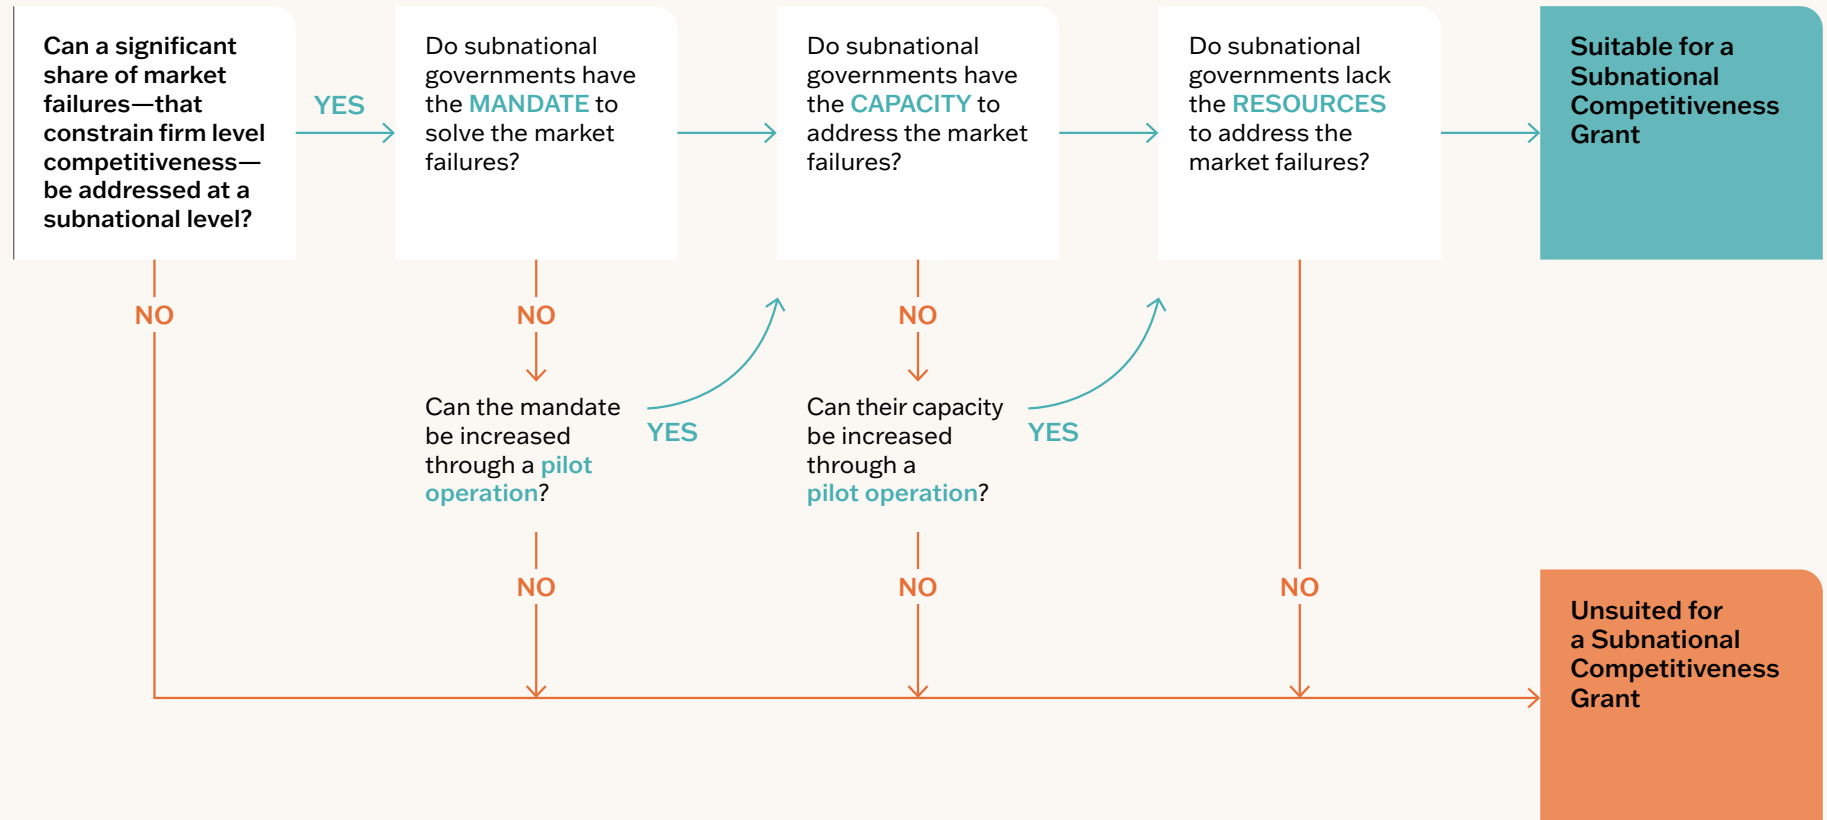 Can a significant
share of market
failures—that
constrain firm level
competitiveness—
be addressed at a
subnational level?
YES
Do subnational
governments have
the MANDATE to
solve the market
failures?
Do subnational
governments have
the CAPACITY to
address the market
failures?
Do subnational
governments lack
the RESOURCES
to address the
market failures?
Suitable for a
Subnational
Competitiveness
Grant
NO
NO
NO
Can the mandate
be increased
through a pilot
operation?
YES
Can their capacity
be increased
through a
pilot operation?
YES
NO
NO
NO
Unsuited for
a Subnational
Competitiveness
Grant